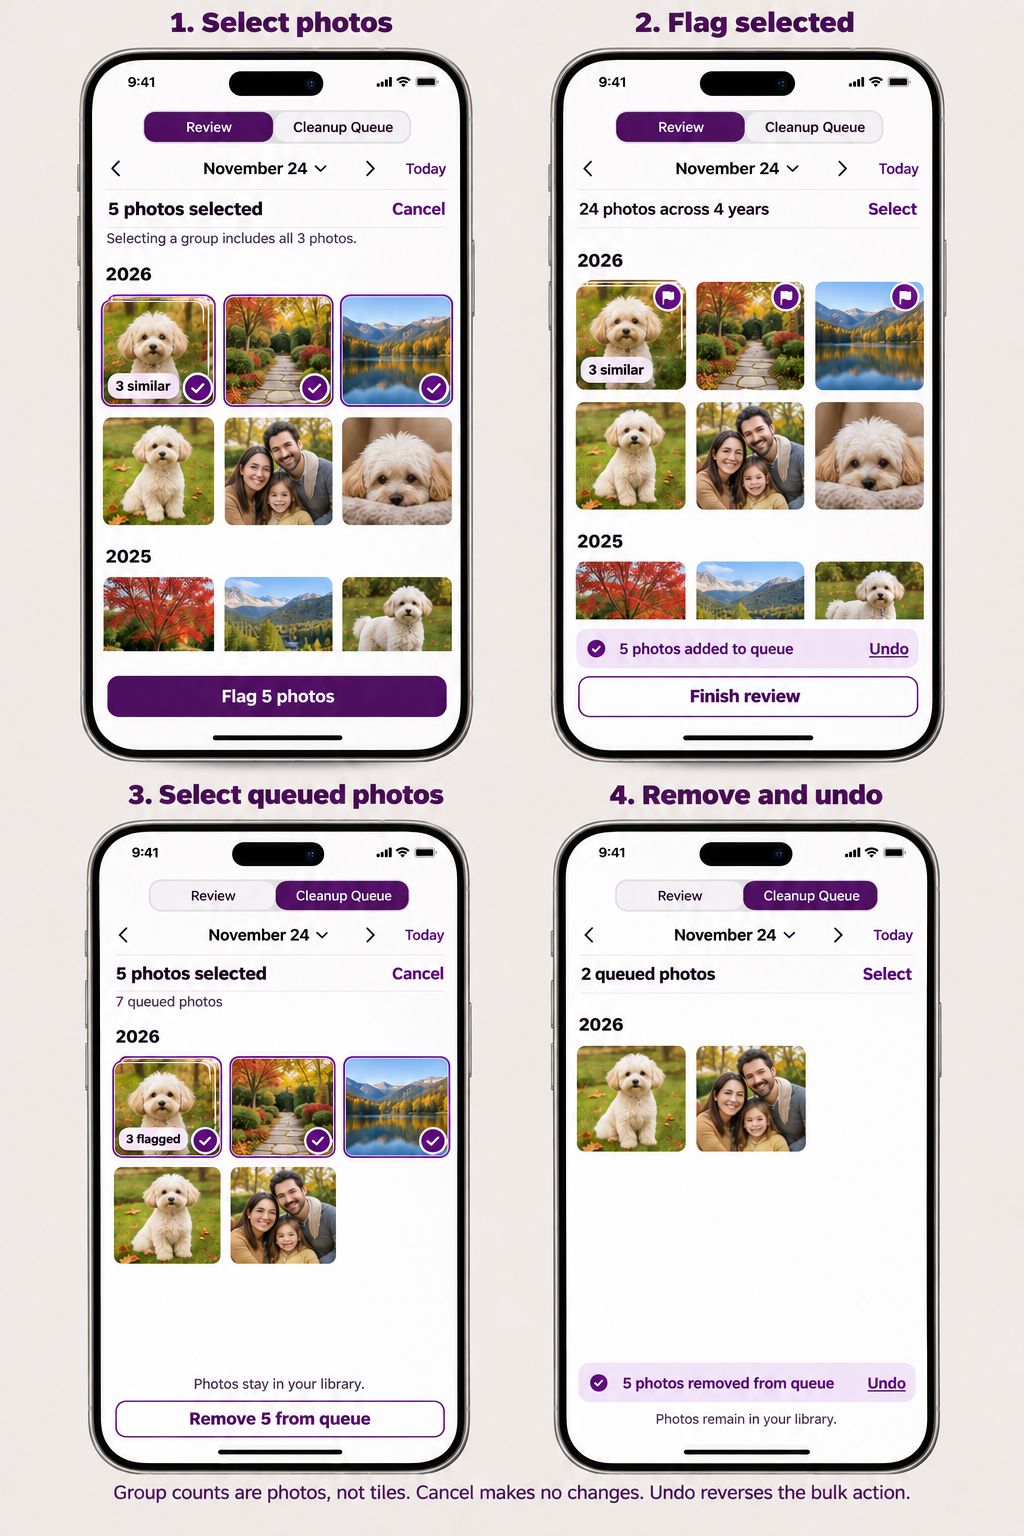 1. Select photos
9:41
Review
Cleanup Queue
November 24
Today
5 photos selected
Cancel
Selecting a group includes all 3 photos.
2026
3 similar
2025
Flag 5 photos
2. Flag selected
9:41
Review
Cleanup Queue
November 24
Today
24 photos across 4 years
Select
2026
3 similar
2025
5 photos added to queue
Undo
Finish review
3. Select queued photos
9:41
Review
Cleanup Queue
November 24
Today
5 photos selected
Cancel
7 queued photos
2026
3 flagged
Photos stay in your library.
Remove 5 from queue
4. Remove and undo
9:41
Review
Cleanup Queue
November 24
Today
2 queued photos
Select
2026
5 photos removed from queue
Undo
Photos remain in your library.
Group counts are photos, not tiles. Cancel makes no changes. Undo reverses the bulk action.